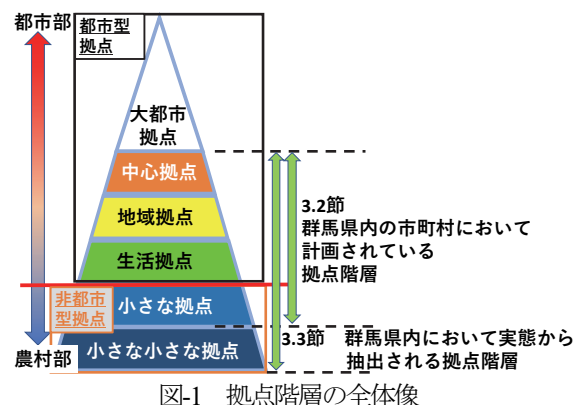 都市部
都市型
拠点
大都市
拠点
中心拠点
地域拠点
生活拠点
3.2節
群馬県内の市町村において
計画されている
拠点階層
非都市
型拠点
小さな拠点
小さな小さな拠点
農村部
3.3節 群馬県内において実態から
抽出される拠点階層
図-1 拠点階層の全体像